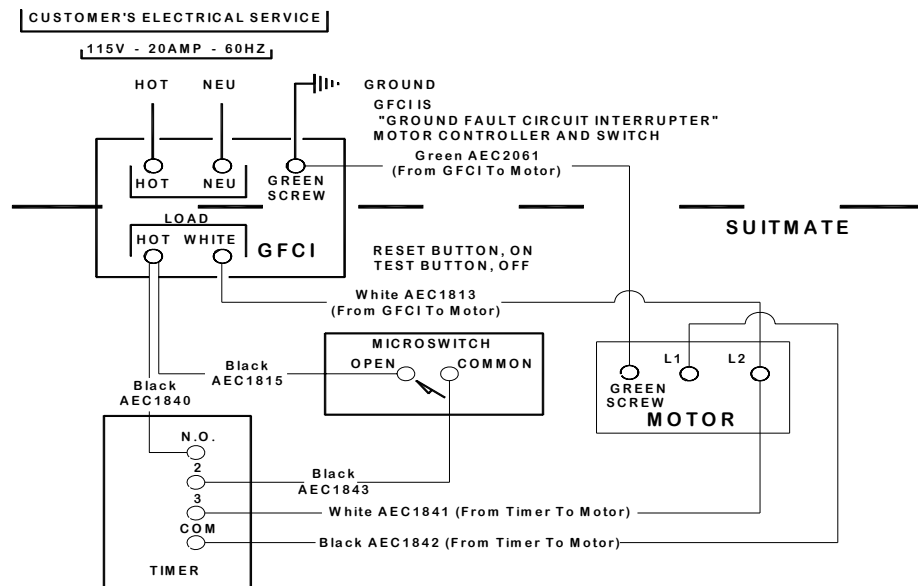 CUSTOMER'S ELECTRICAL SERVICE
115V - 20AMP - 60HZ
HOT NEU GROUND
GFCI IS
"GROUND FAULT CIRCUIT INTERRUPTER"
MOTOR CONTROLLER AND SWITCH
Green AEC2061
(From GFCI To Motor)
HOT NEU GREEN
SCREW
LOAD
HOT WHITE GFCI
SUITMATE
RESET BUTTON, ON
TEST BUTTON, OFF
White AEC1813
(From GFCI To Motor)
MICROSWITCH
OPEN COMMON
Black
AEC1815
Black
AEC1840
L1 L2
GREEN
SCREW
MOTOR
N.O.
2
Black
AEC1843
3
White AEC1841 (From Timer To Motor)
COM
Black AEC1842 (From Timer To Motor)
TIMER